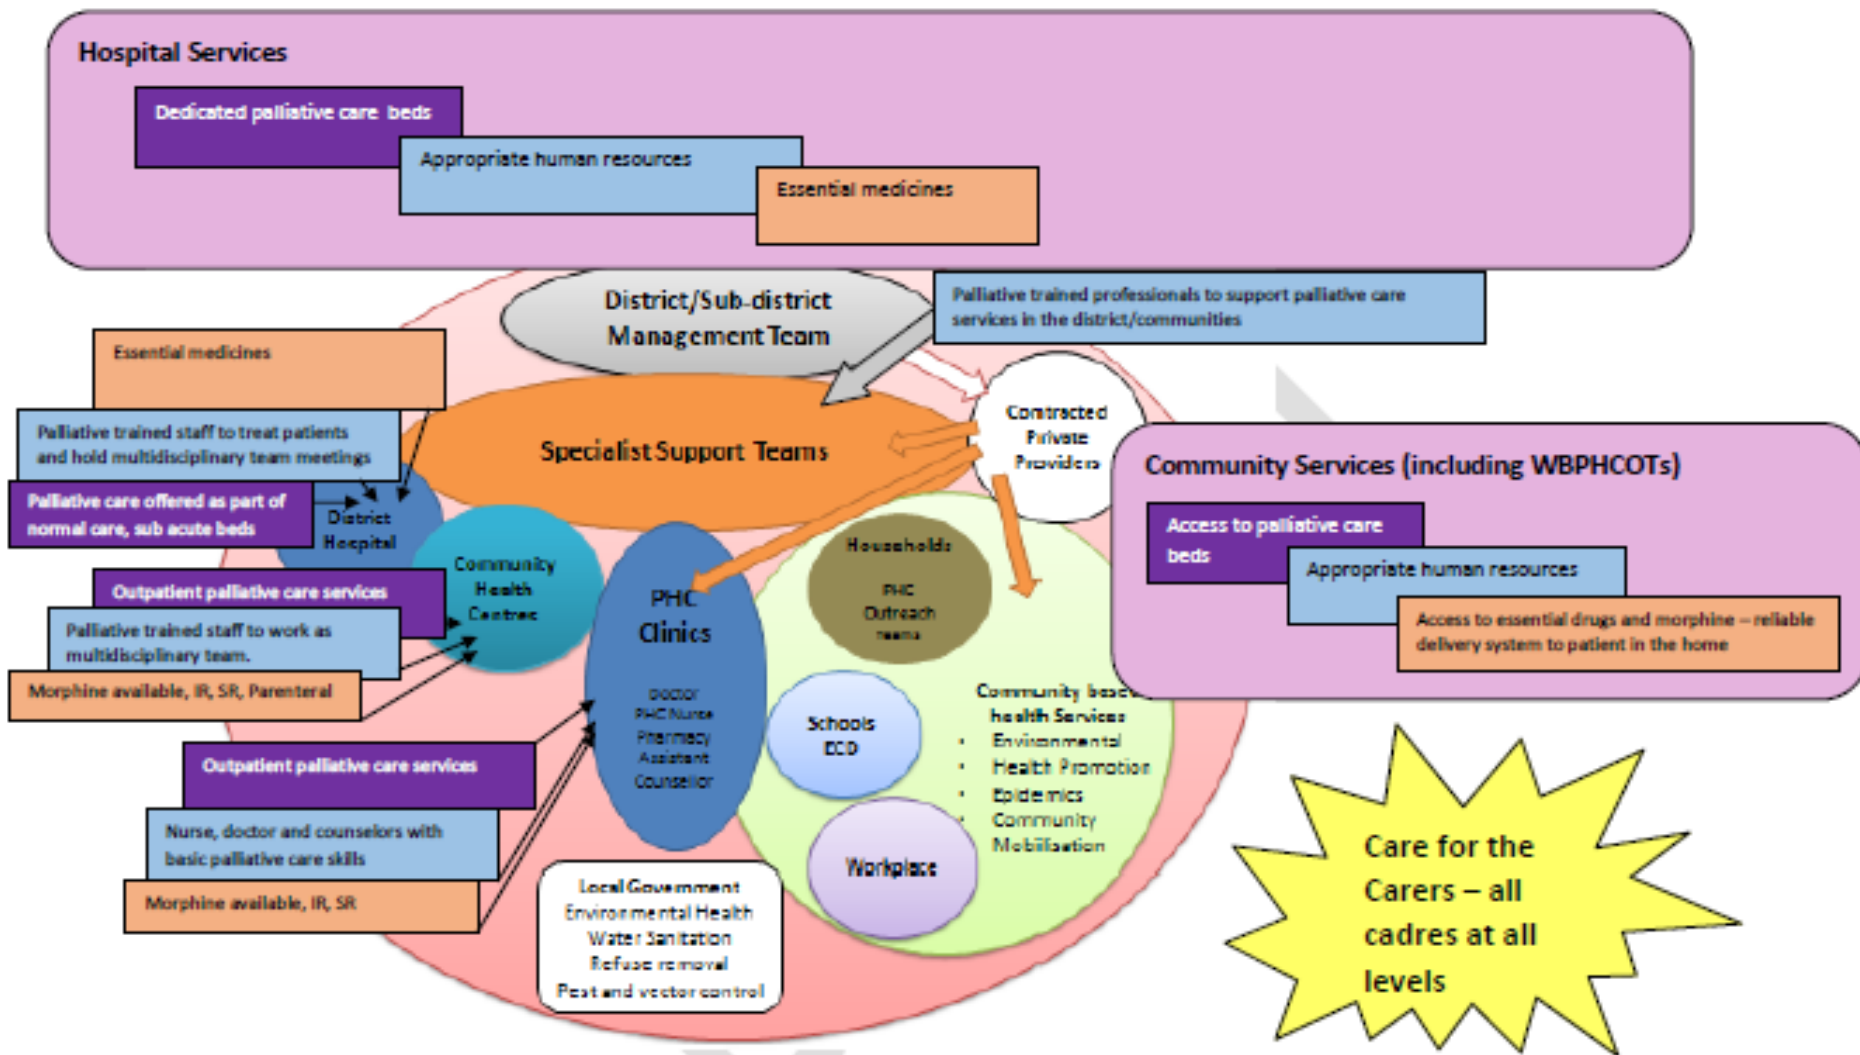 Hospital Services
Dedicated palliative care beds
Appropriate human resources
Essential medicines
District/Sub-district
Management Team
Palliative trained professionals to support palliative care
services in the district/communities
Essential medicines
Palliative trained staff to treat patients
and hold multidisciplinary team meetings
Palliative care offered as part of
normal care, sub acute beds
District
Hospital
Specialist Support Teams
Contracted
Private
Providers
Community Services (including WBPHCOTs)
Access to palliative care
beds
Appropriate human resources
Access to essential drugs and morphine – reliable
delivery system to patient in the home
Outpatient palliative care services
Palliative trained staff to work as
multidisciplinary team.
Morphine available, IR, SR, Parenteral
Community
Health
Centres
PHC
Clinics
Doctor
PHC Nurse
Pharmacy
Assistant
Counsellor
Households
PHC
Outreach
Teams
Schools
ECD
Workplace
Community based
health Services
• Environmental
• Health Promotion
• Epidemics
• Community
Mobilisation
Outpatient palliative care services
Nurse, doctor and counselors with
basic palliative care skills
Morphine available, IR, SR
Local Government
Environmental Health
Water Sanitation
Refuse removal
Pest and vector control
Care for the
Carers – all
cadres at all
levels